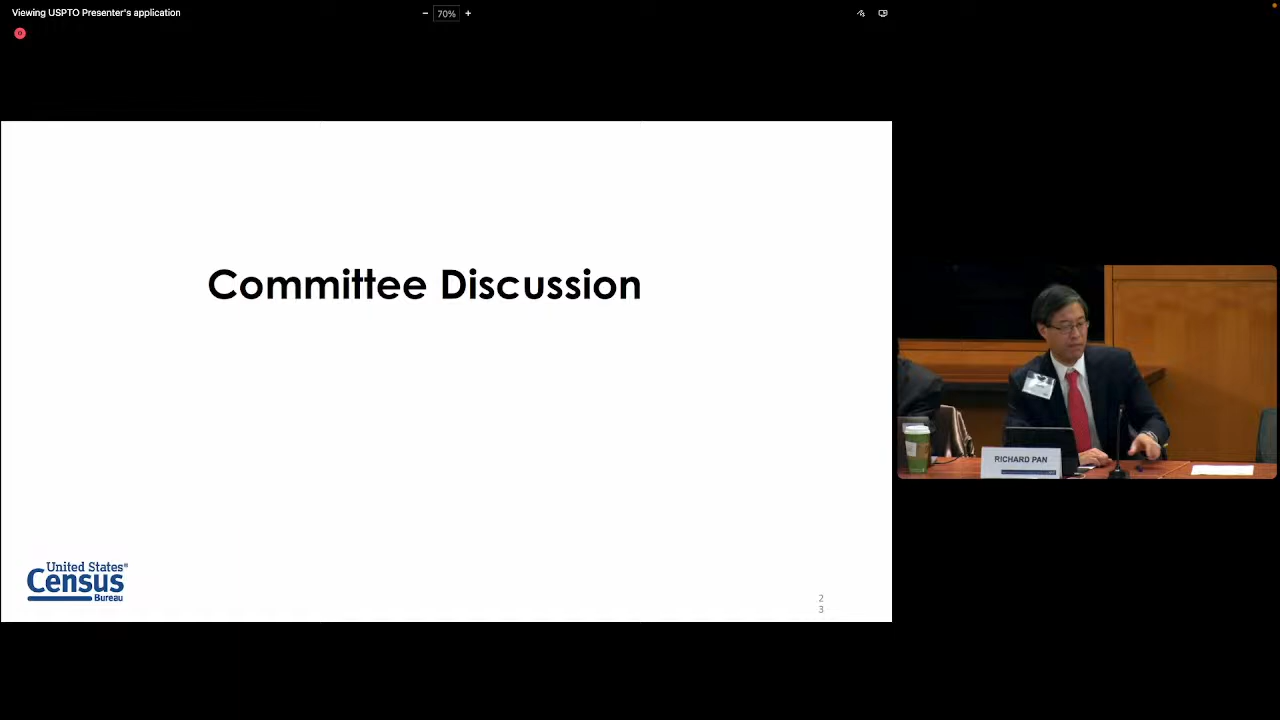 Viewing USPTO Presenter's application
− 70% +
Committee Discussion
RICHARD PAN
United States®
Census
Bureau
2
3